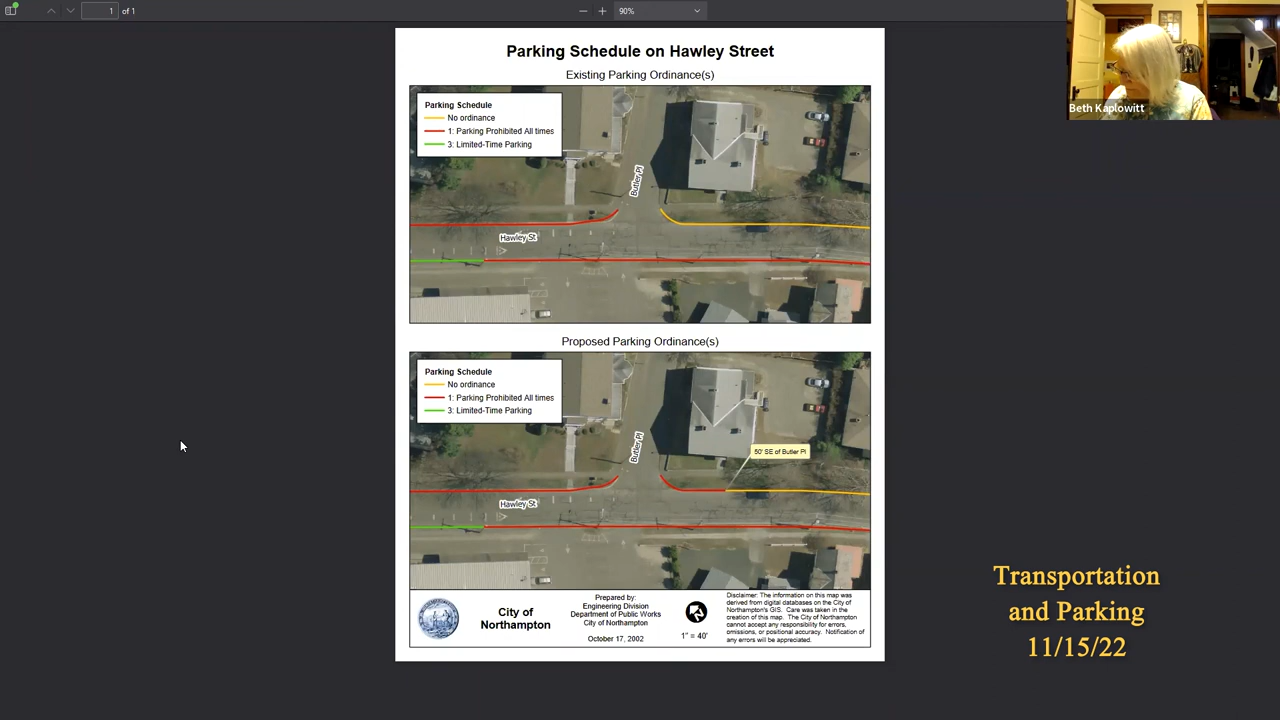 1 of 1
90%
Beth Kaplowitt
Parking Schedule on Hawley Street
Existing Parking Ordinance(s)
Parking Schedule
No ordinance
1: Parking Prohibited All times
3: Limited-Time Parking
Butler Pl
Hawley St
Proposed Parking Ordinance(s)
Parking Schedule
No ordinance
1: Parking Prohibited All times
3: Limited-Time Parking
Butler Pl
50' SE of Butler Pl
Hawley St
City of
Northampton
Prepared by:
Engineering Division
Department of Public Works
City of Northampton
October 17, 2002
1" = 40'
Disclaimer: The information on this map was
derived from digital databases on the City of
Northampton's GIS. Care was taken in the
creation of this map. The City of Northampton
cannot accept any responsibility for errors,
omissions, or positional accuracy. Notification of
any errors will be appreciated.
Transportation
and Parking
11/15/22